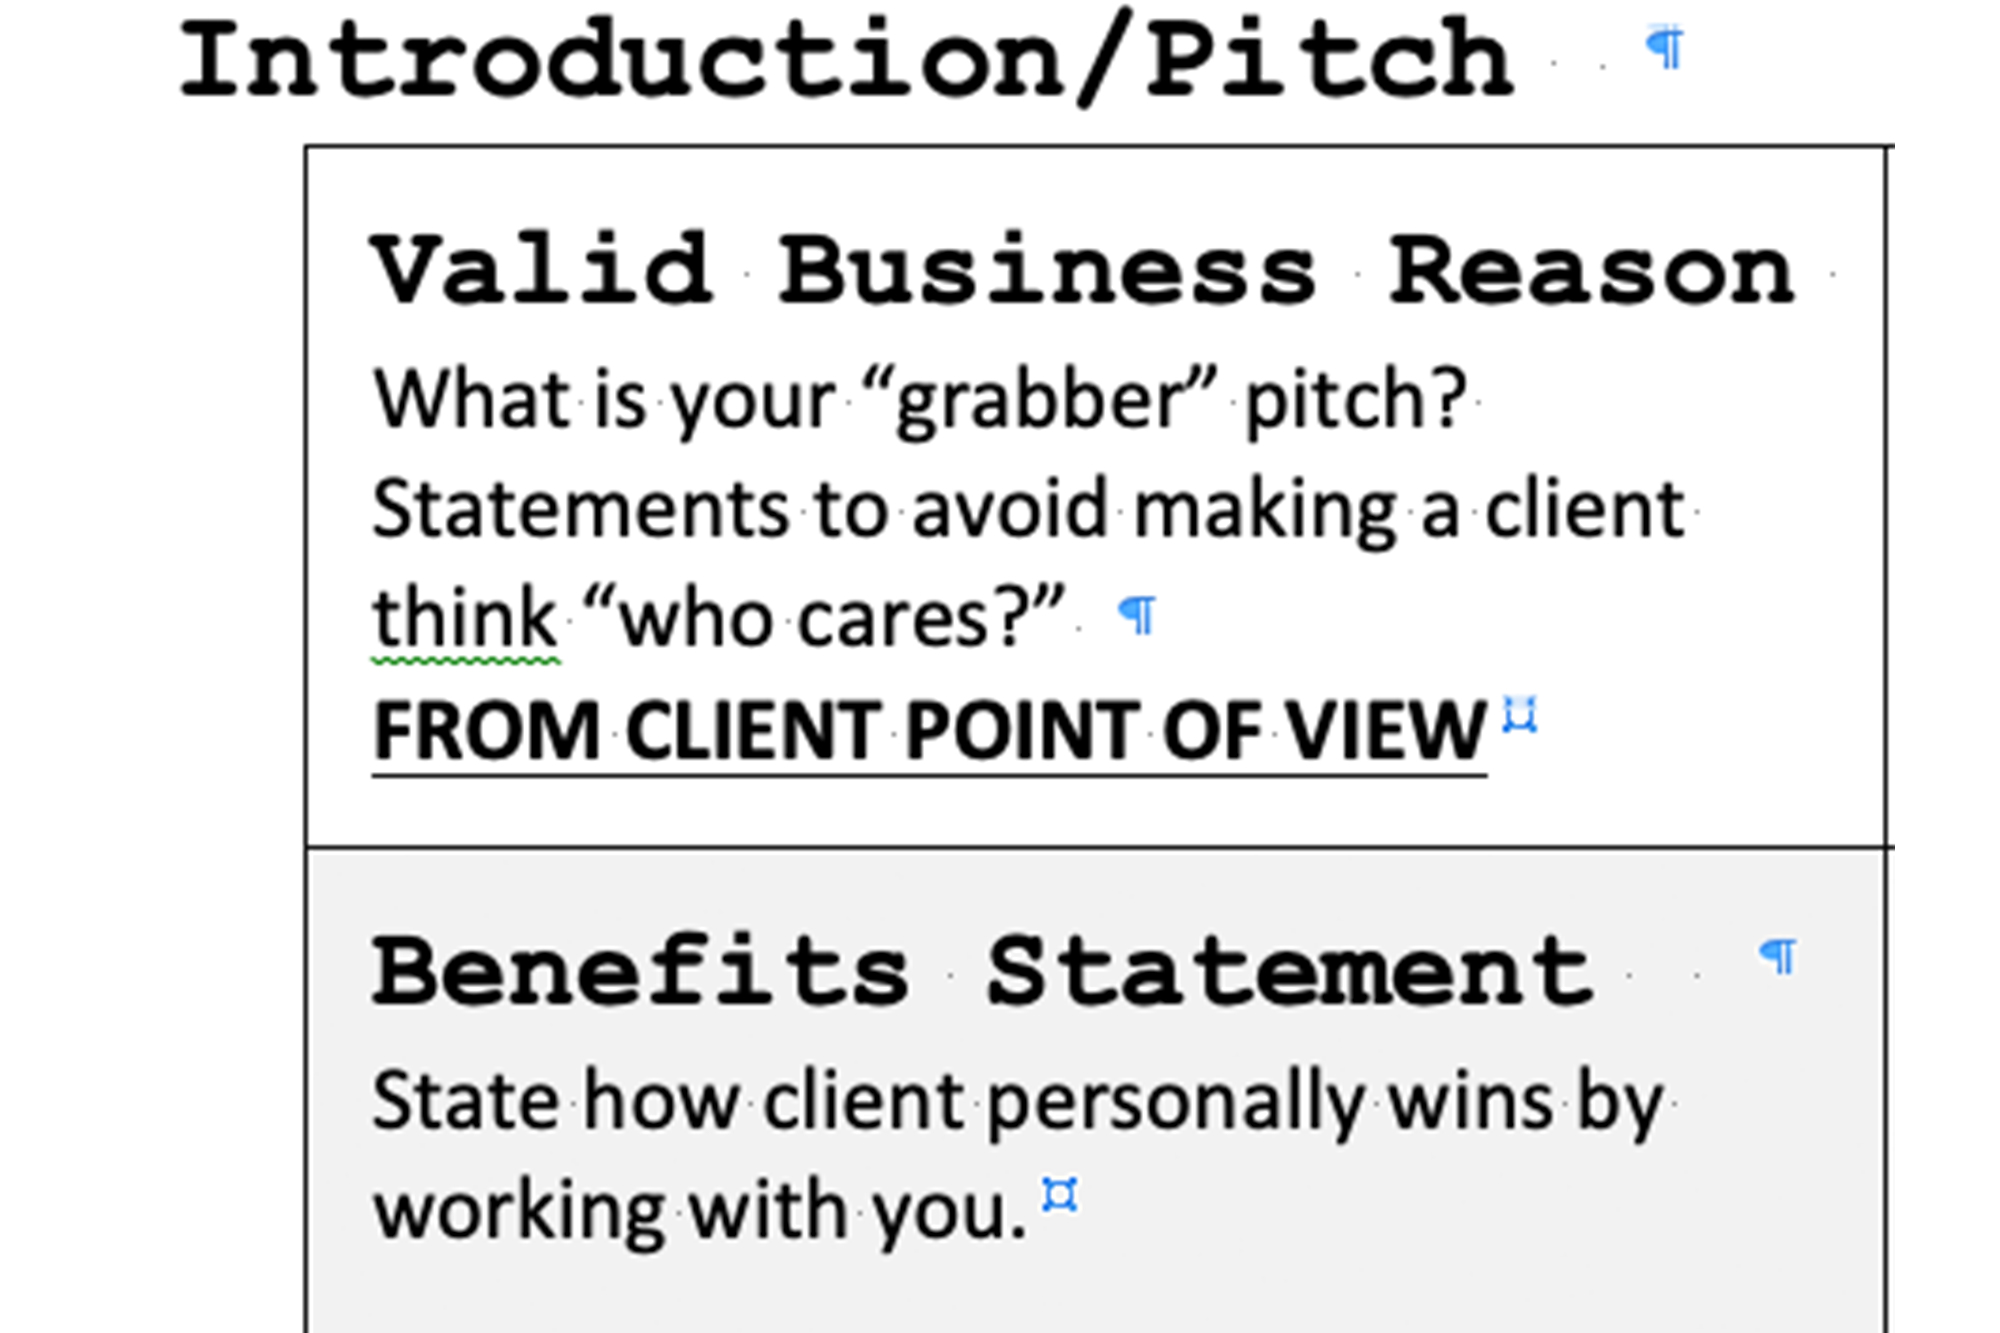 Introduction/Pitch
Valid Business Reason
What is your “grabber” pitch?
Statements to avoid making a client
think “who cares?”
FROM CLIENT POINT OF VIEW
Benefits Statement
State how client personally wins by
working with you.